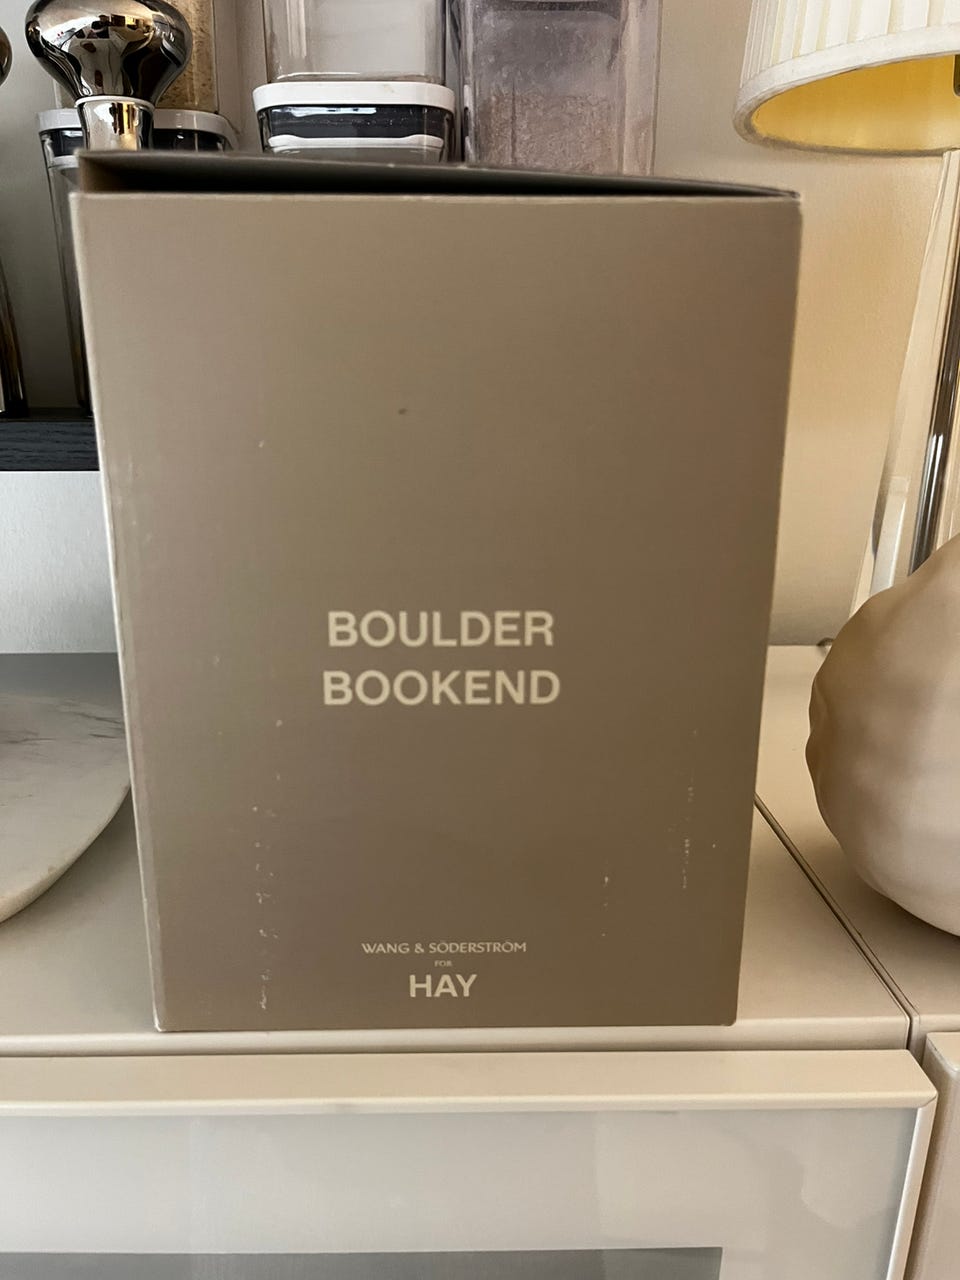 BOULDER
BOOKEND
WANG & SÖDERSTRÖM
FOR
HAY